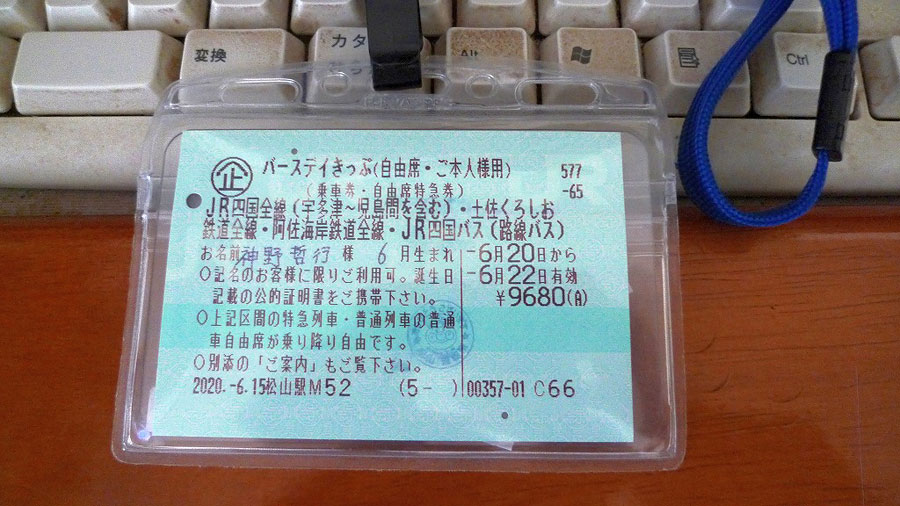 変換
カタ
Alt
Ctrl
企 バースデイきっぷ(自由席・ご本人様用) 577
(乗車券・自由席特急券) -65
JR四国全線(宇多津~児島間を含む)・土佐くろしお
鉄道全線・阿佐海岸鉄道全線・JR四国バス(路線バス)
お名前 神野哲行 様 6 月生まれ -6月20日から
○記名のお客様に限りご利用可。誕生日 -6月22日有効
記載の公的証明書をご携帯下さい。 ¥9680(A)
○上記区間の特急列車・普通列車の普通
車自由席が乗り降り自由です。
○別添の「ご案内」もご覧下さい。
2020.-6.15松山駅M52 (5- ) 00357-01 C66